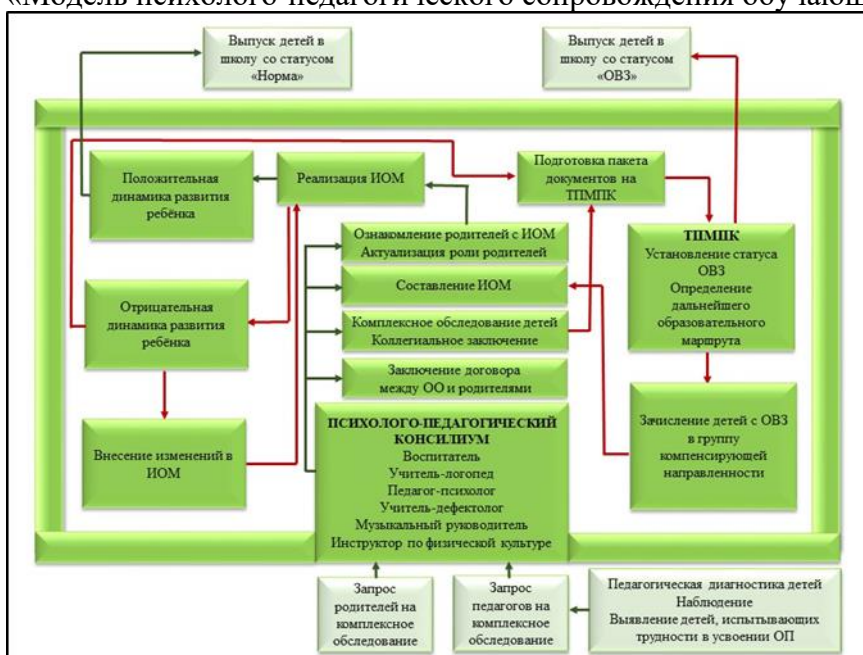 «Модель психолого-педагогического сопровождения обучающ
Выпуск детей в
школу со статусом
«Норма»
Выпуск детей в
школу со статусом
«ОВЗ»
Положительная
динамика развития
ребёнка
Реализация ИОМ
Подготовка пакета
документов на
ТПМПК
Ознакомление родителей с ИОМ
Актуализация роли родителей
ТПМПК
Установление статуса
ОВЗ
Определение
дальнейшего
образовательного
маршрута
Составление ИОМ
Отрицательная
динамика развития
ребёнка
Комплексное обследование детей
Коллегиальное заключение
Заключение договора
между ОО и родителями
Внесение изменений в
ИОМ
ПСИХОЛОГО-ПЕДАГОГИЧЕСКИЙ
КОНСИЛИУМ
Воспитатель
Учитель-логопед
Педагог-психолог
Учитель-дефектолог
Музыкальный руководитель
Инструктор по физической культуре
Зачисление детей с ОВЗ
в группу
компенсирующей
направленности
Запрос
родителей на
комплексное
обследование
Запрос
педагогов на
комплексное
обследование
Педагогическая диагностика детей
Наблюдение
Выявление детей, испытывающих
трудности в усвоении ОП